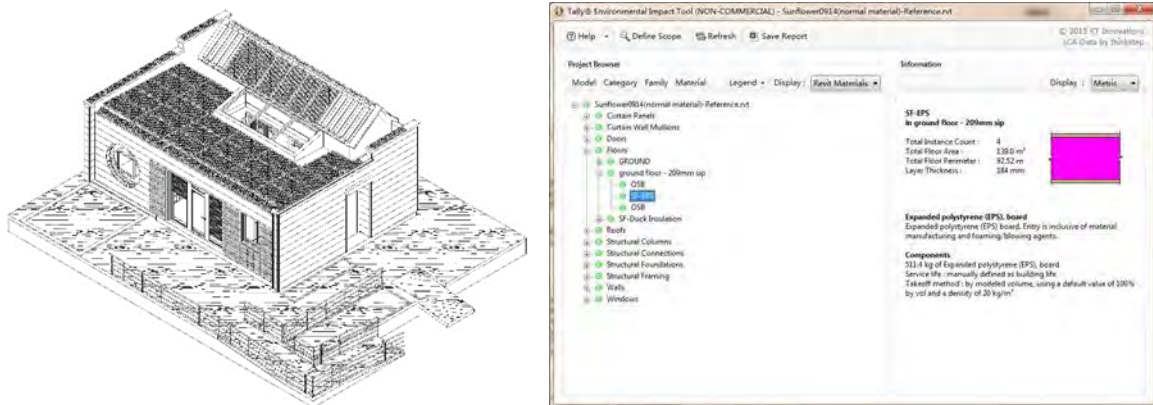 Tally® Environmental Impact Tool (NON-COMMERCIAL) - Sunflower0914(normal material)-Reference.rvt
Help Define Scope Refresh Save Report
© 2015 KT Innovations
LCA Data by thinkstep
Project Browser
Information
Model Category Family Material Legend Display : Revit Materials
Display : Metric
Sunflower0914(normal material)-Reference.rvt
Curtain Panels
Curtain Wall Mullions
Doors
Floors
GROUND
ground floor - 209mm sip
OSB
SF-EPS
OSB
SF-Duck Insulation
Roofs
Structural Columns
Structural Connections
Structural Foundations
Structural Framing
Walls
Windows
SF-EPS
in ground floor - 209mm sip
Total Instance Count : 4
Total Floor Area : 139.0 m²
Total Floor Perimeter : 92.52 m
Layer Thickness : 184 mm
Expanded polystyrene (EPS), board
Expanded polystyrene (EPS) board. Entry is inclusive of material
manufacturing and foaming/blowing agents.
Components
511.4 kg of Expanded polystyrene (EPS), board
Service life : manually defined as building life
Takeoff method : by modeled volume, using a default value of 100%
by vol and a density of 20 kg/m³